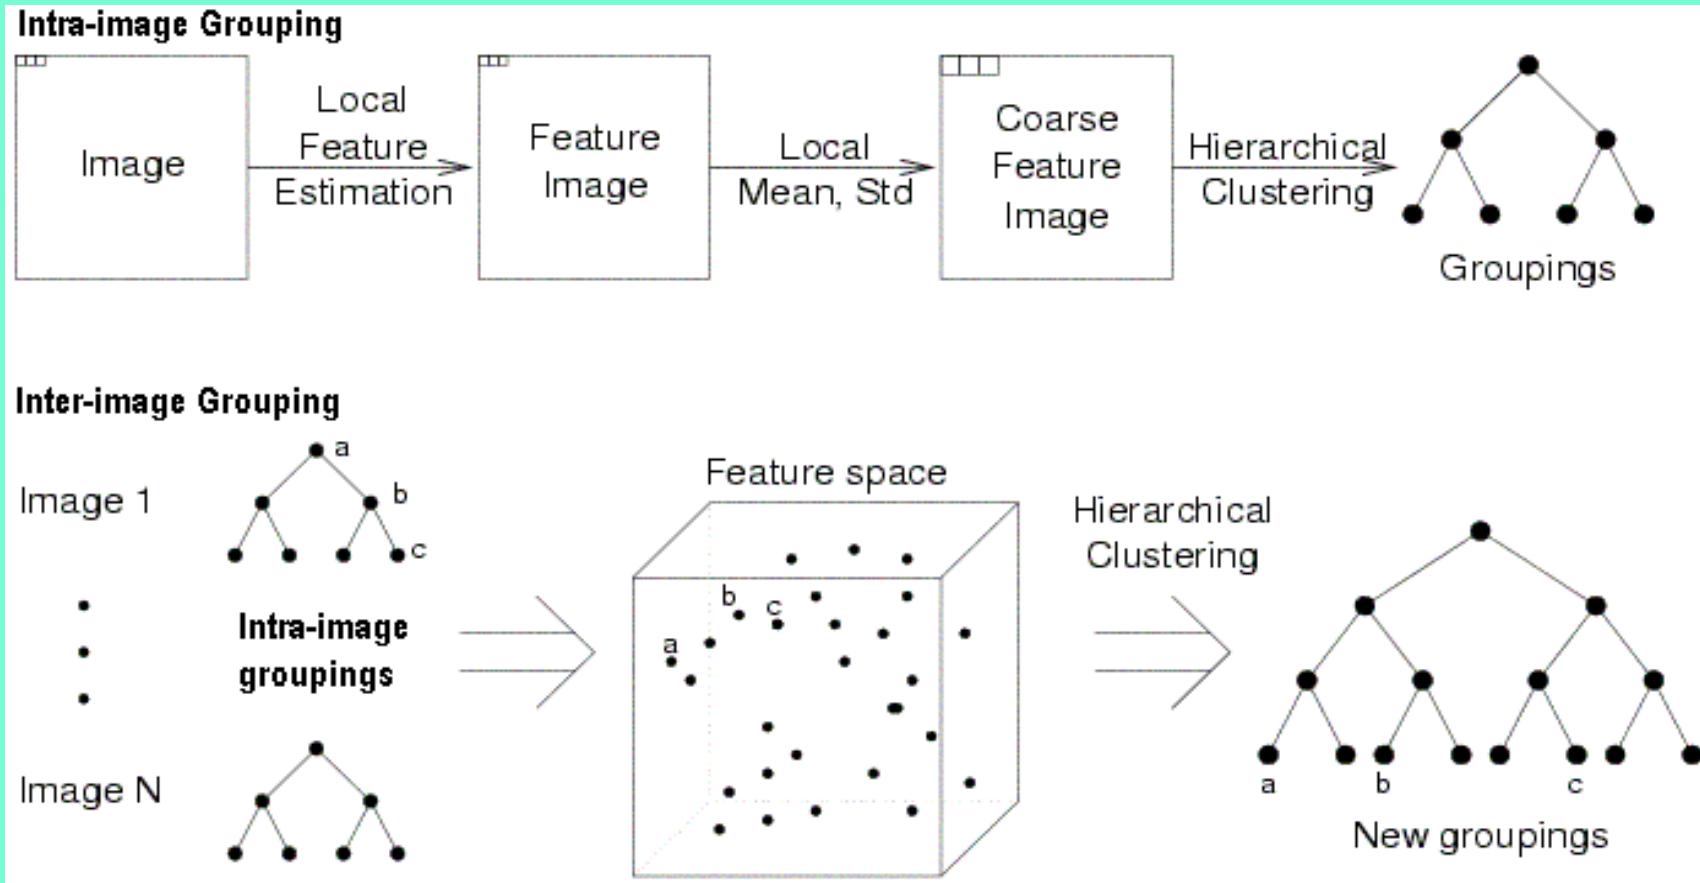 Intra-image Grouping
Image
Local
Feature
Estimation
Feature
Image
Local
Mean, Std
Coarse
Feature
Image
Hierarchical
Clustering
Groupings
Inter-image Grouping
Image 1
a
b
c
Intra-image
groupings
Image N
Feature space
b
c
a
Hierarchical
Clustering
a b c
New groupings